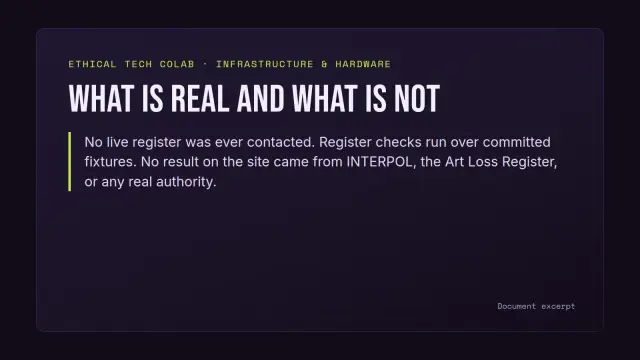 ETHICAL TECH COLAB · INFRASTRUCTURE & HARDWARE
WHAT IS REAL AND WHAT IS NOT
No live register was ever contacted. Register checks run over committed
fixtures. No result on the site came from INTERPOL, the Art Loss Register,
or any real authority.
Document excerpt